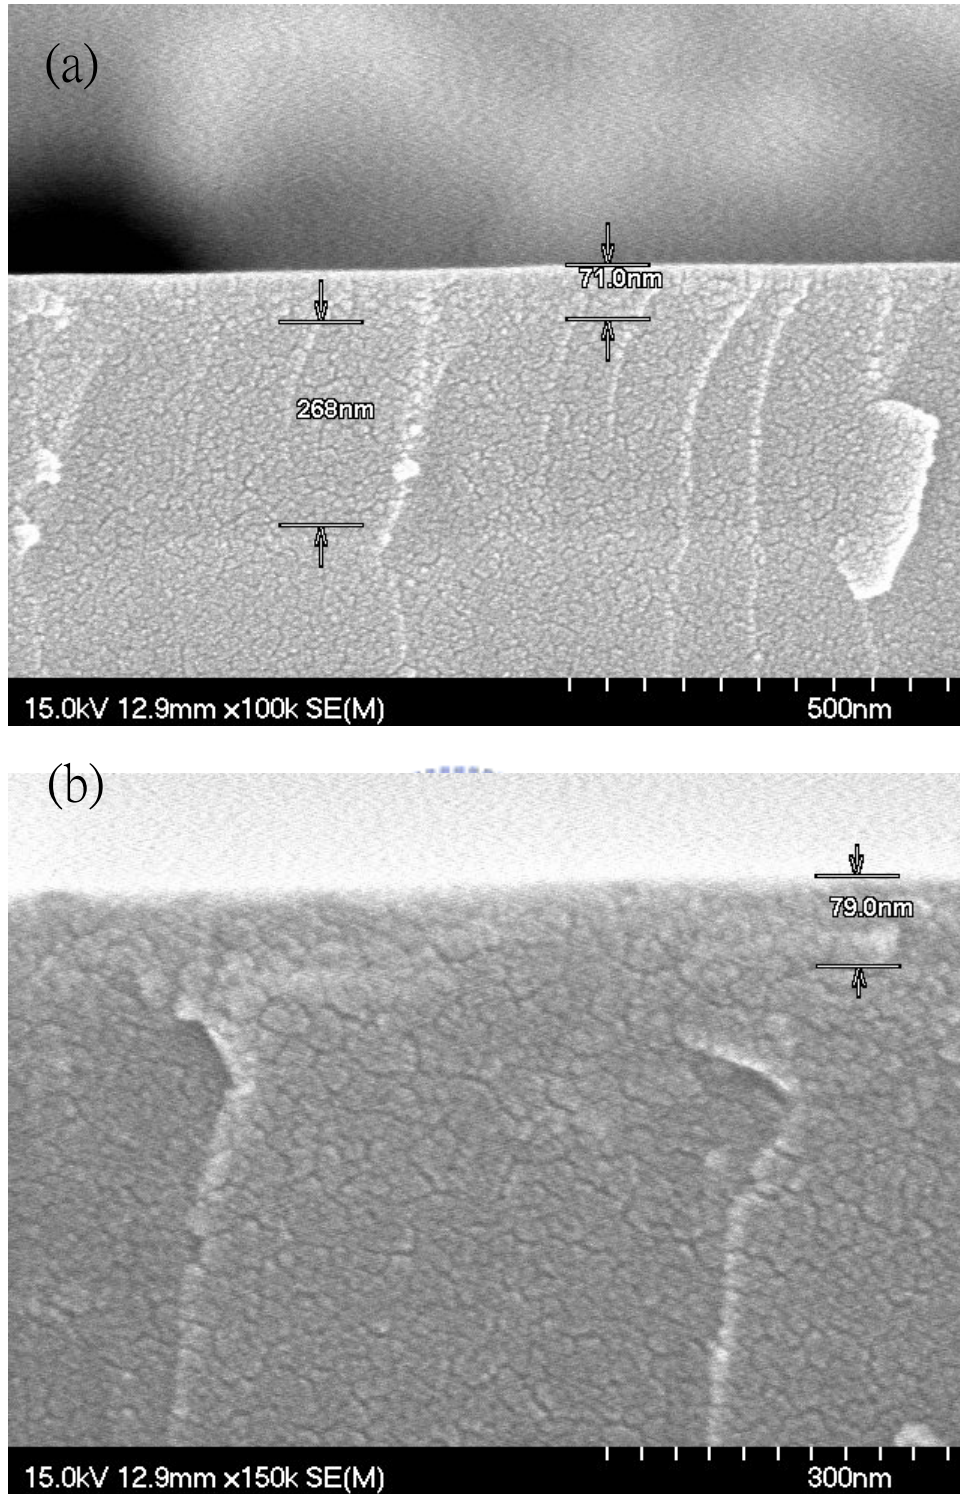 (a)
71.0nm
268nm
15.0kV 12.9mm x100k SE(M)
500nm
(b)
79.0nm
15.0kV 12.9mm x150k SE(M)
300nm